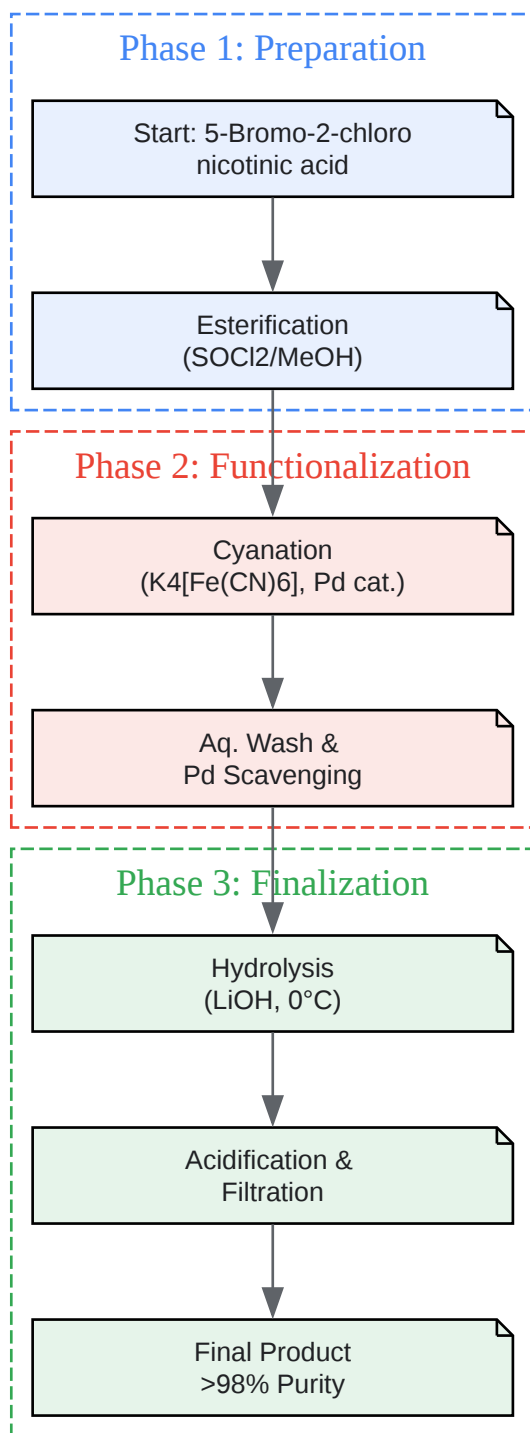 Phase 1: Preparation
Start: 5-Bromo-2-chloro
nicotinic acid
Esterification
(SOCl2/MeOH)
Phase 2: Functionalization
Cyanation
(K4[Fe(CN)6], Pd cat.)
Aq. Wash &
Pd Scavenging
Phase 3: Finalization
Hydrolysis
(LiOH, 0°C)
Acidification &
Filtration
Final Product
>98% Purity